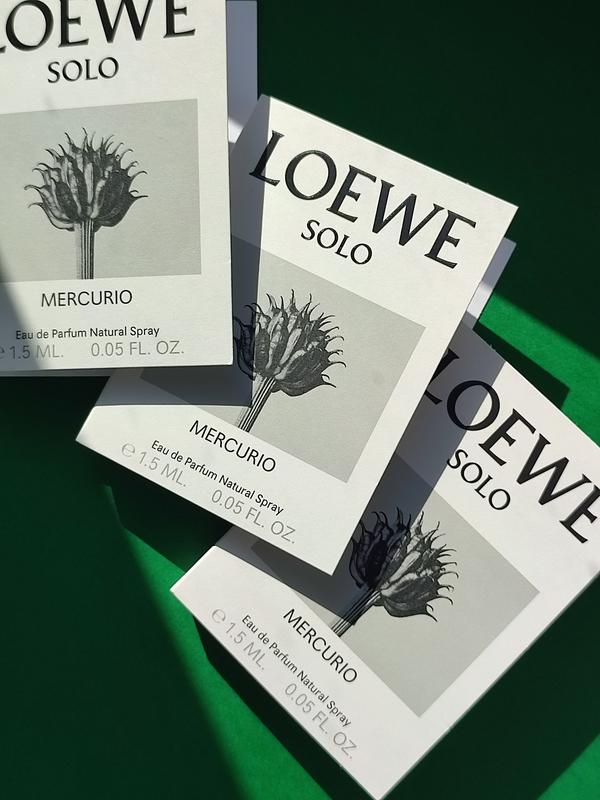 LOEWE
SOLO
MERCURIO
Eau de Parfum Natural Spray
℮ 1.5 ML. 0.05 FL. OZ.
LOEWE
SOLO
MERCURIO
Eau de Parfum Natural Spray
℮ 1.5 ML. 0.05 FL. OZ.
LOEWE
SOLO
MERCURIO
Eau de Parfum Natural Spray
℮ 1.5 ML. 0.05 FL. OZ.